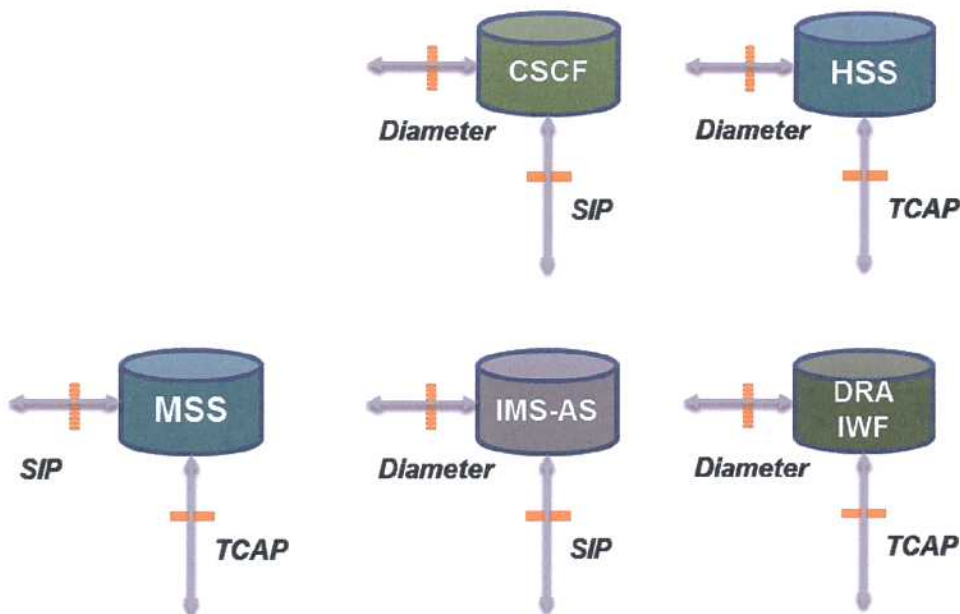 CSCF
HSS
Diameter
Diameter
SIP
TCAP
MSS
IMS-AS
DRA
IWF
SIP
Diameter
Diameter
TCAP
SIP
TCAP